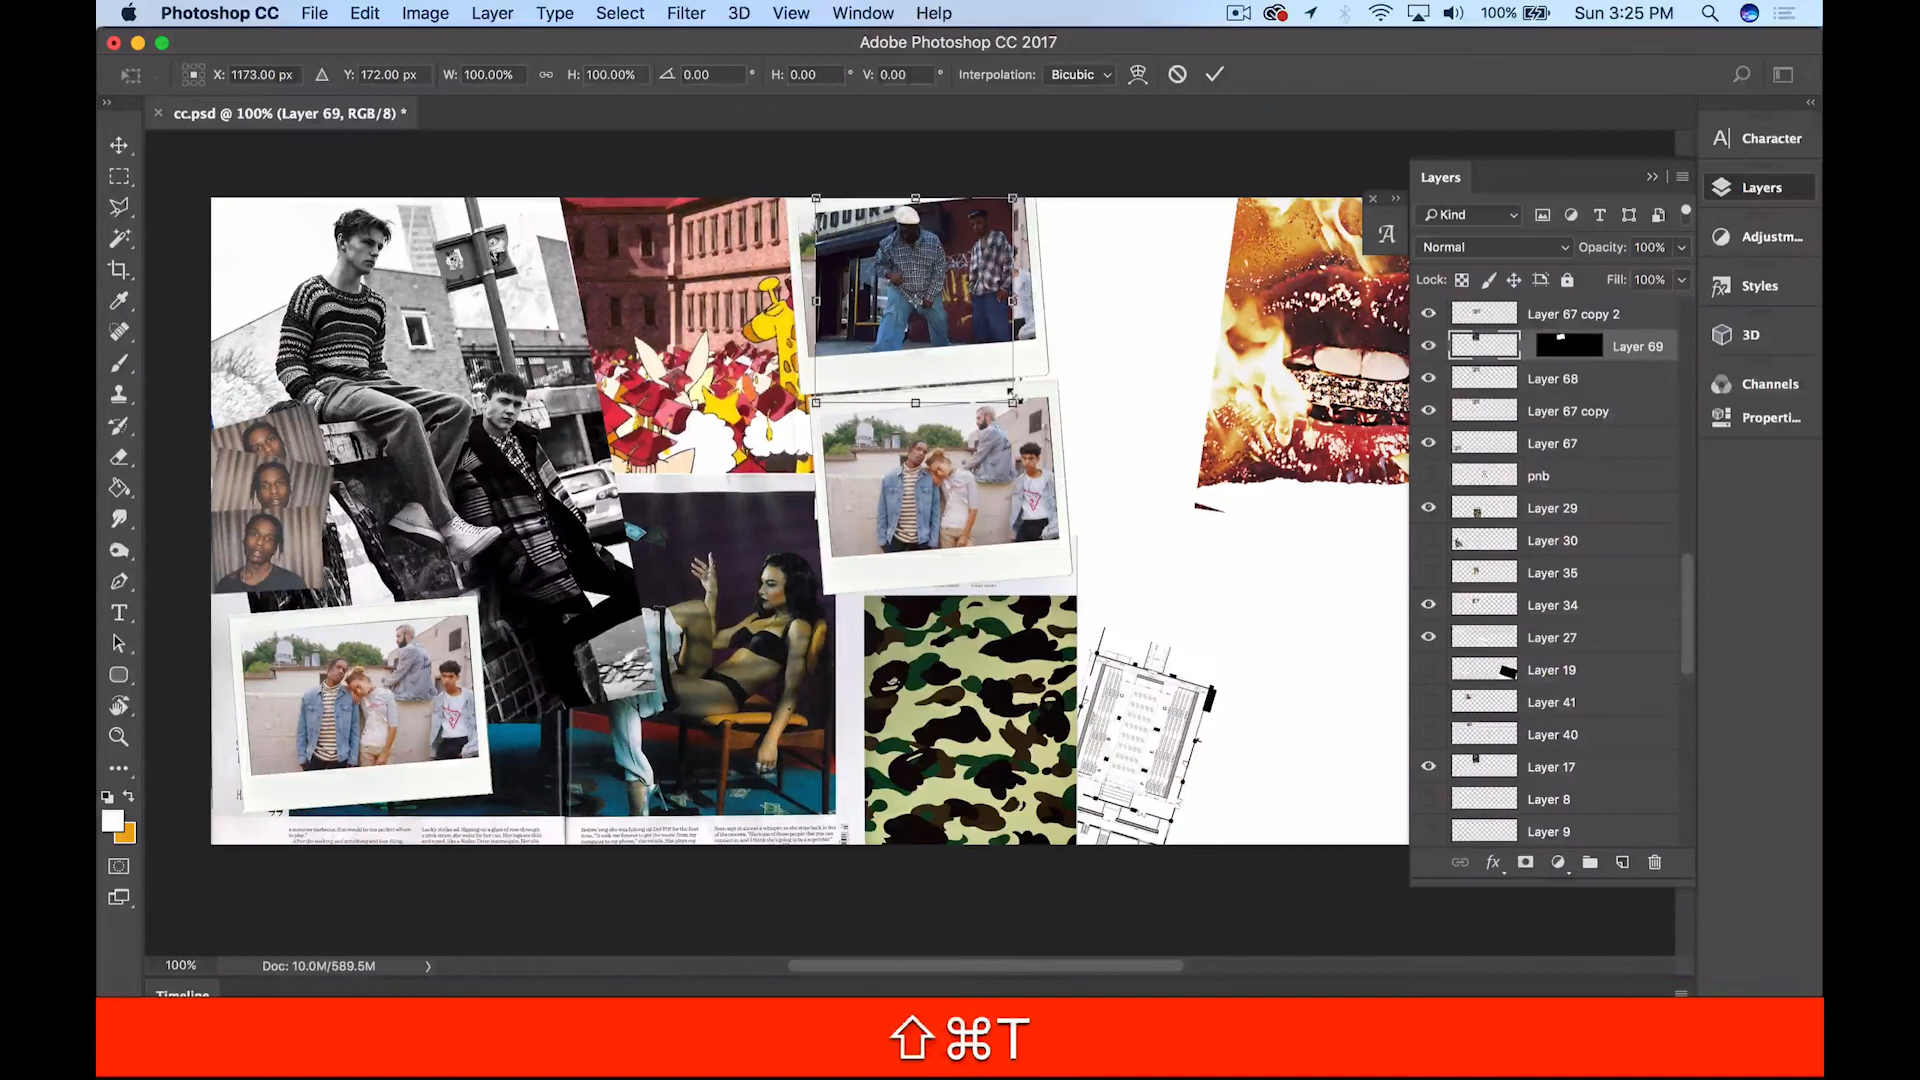 Photoshop CC File Edit Image Layer Type Select Filter 3D View Window Help 100% Sun 3:25 PM
Adobe Photoshop CC 2017
X: 1173.00 px Y: 172.00 px W: 100.00% H: 100.00% 0.00 ° H: 0.00 ° V: 0.00 ° Interpolation: Bicubic
cc.psd @ 100% (Layer 69, RGB/8) *
Character
Layers
Adjustm...
Styles
3D
Channels
Properti...
Layers
Kind
Normal Opacity: 100%
Lock: Fill: 100%
Layer 67 copy 2
Layer 69
Layer 68
Layer 67 copy
Layer 67
pnb
Layer 29
Layer 30
Layer 35
Layer 34
Layer 27
Layer 19
Layer 41
Layer 40
Layer 17
Layer 8
Layer 9
fx
100% Doc: 10.0M/589.5M
Timeline
⇧⌘T